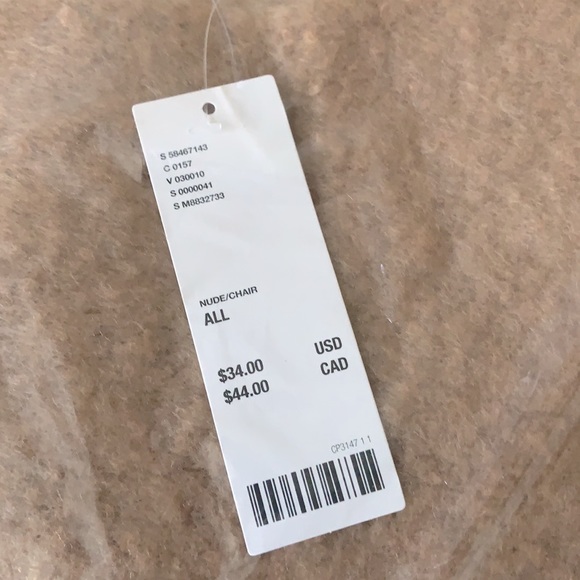 S 58467143
C 0157
V 030010
S 0000041
S M8832733
NUDE/CHAIR
ALL
$34.00 USD
$44.00 CAD
CP3147 1 1